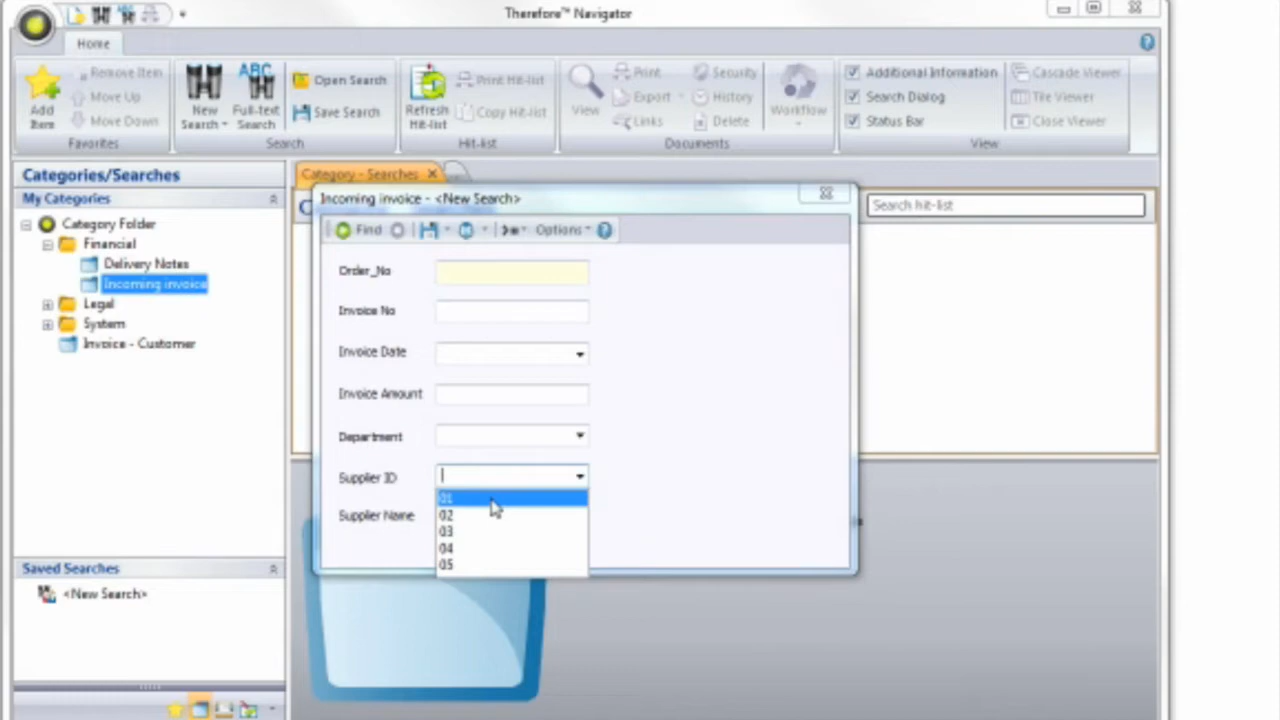 Therefore™ Navigator
Home
Add Item
Remove Item
Move Up
Move Down
Favorites
New Search
ABC
Full-text Search
Open Search
Save Search
Search
Refresh Hit-list
Print Hit-list
Copy Hit-list
Hit-list
View
Print
Export
Links
Security
History
Delete
Documents
Workflow
Additional Information
Search Dialog
Status Bar
Cascade Viewer
Tile Viewer
Close Viewer
View
Categories/Searches
My Categories
Category Folder
Financial
Delivery Notes
Incoming invoice
Legal
System
Invoice - Customer
Saved Searches
<New Search>
Category - Searches
Search hit-list
Incoming invoice - <New Search>
Find
Options
Order_No
Invoice No
Invoice Date
Invoice Amount
Department
Supplier ID
01
02
03
04
05
Supplier Name